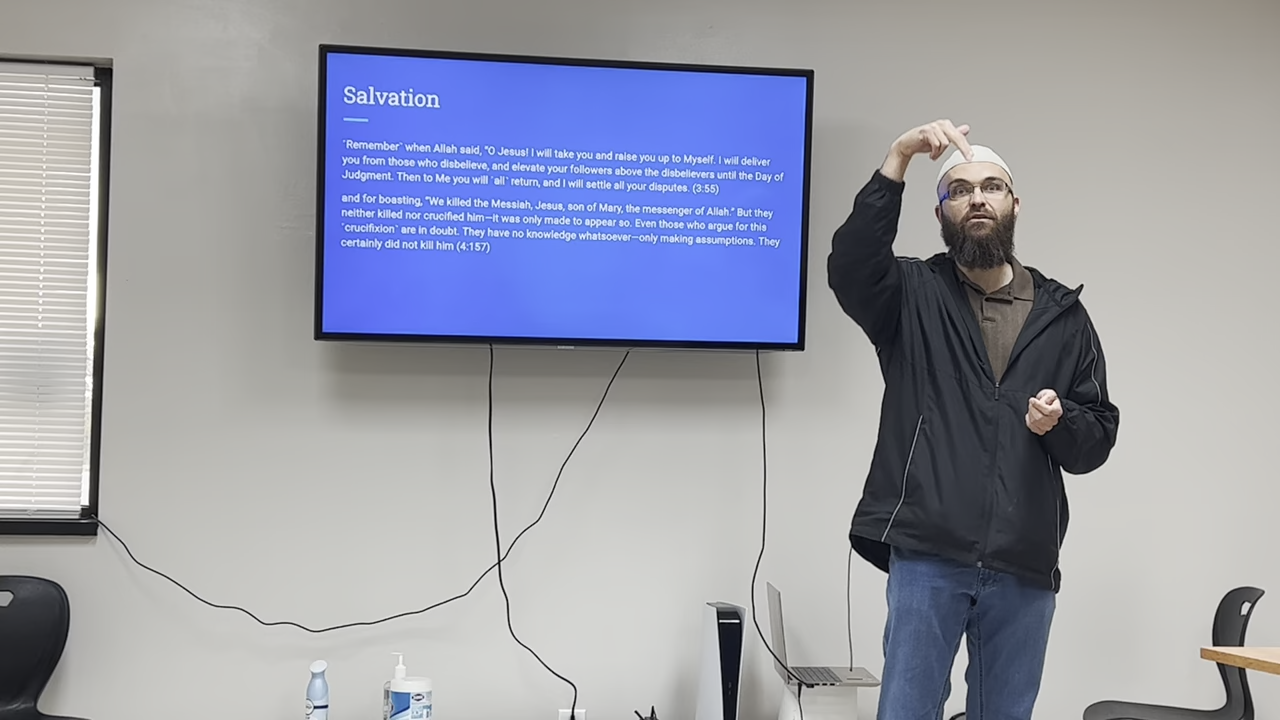 Salvation
`Remember` when Allah said, “O Jesus! I will take you and raise you up to Myself. I will deliver
you from those who disbelieve, and elevate your followers above the disbelievers until the Day of
Judgment. Then to Me you will `all` return, and I will settle all your disputes. (3:55)
and for boasting, “We killed the Messiah, Jesus, son of Mary, the messenger of Allah.” But they
neither killed nor crucified him—it was only made to appear so. Even those who argue for this
`crucifixion` are in doubt. They have no knowledge whatsoever—only making assumptions. They
certainly did not kill him (4:157)